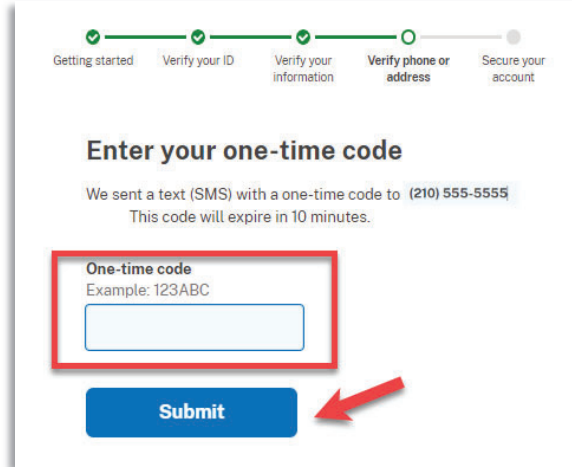 Getting started
Verify your ID
Verify your
information
Verify phone or
address
Secure your
account
Enter your one-time code
We sent a text (SMS) with a one-time code to (210) 555-5555
This code will expire in 10 minutes.
One-time code
Example: 123ABC
Submit